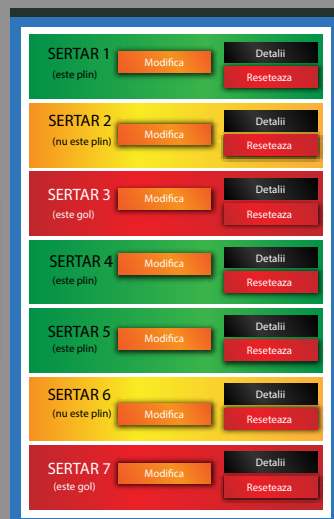 SERTAR 1
(este plin)
Modifica
Detalii
Reseteaza
SERTAR 2
(nu este plin)
Modifica
Detalii
Reseteaza
SERTAR 3
(este gol)
Modifica
Detalii
Reseteaza
SERTAR 4
(este plin)
Modifica
Detalii
Reseteaza
SERTAR 5
(este plin)
Modifica
Detalii
Reseteaza
SERTAR 6
(nu este plin)
Modifica
Detalii
Reseteaza
SERTAR 7
(este gol)
Modifica
Detalii
Reseteaza